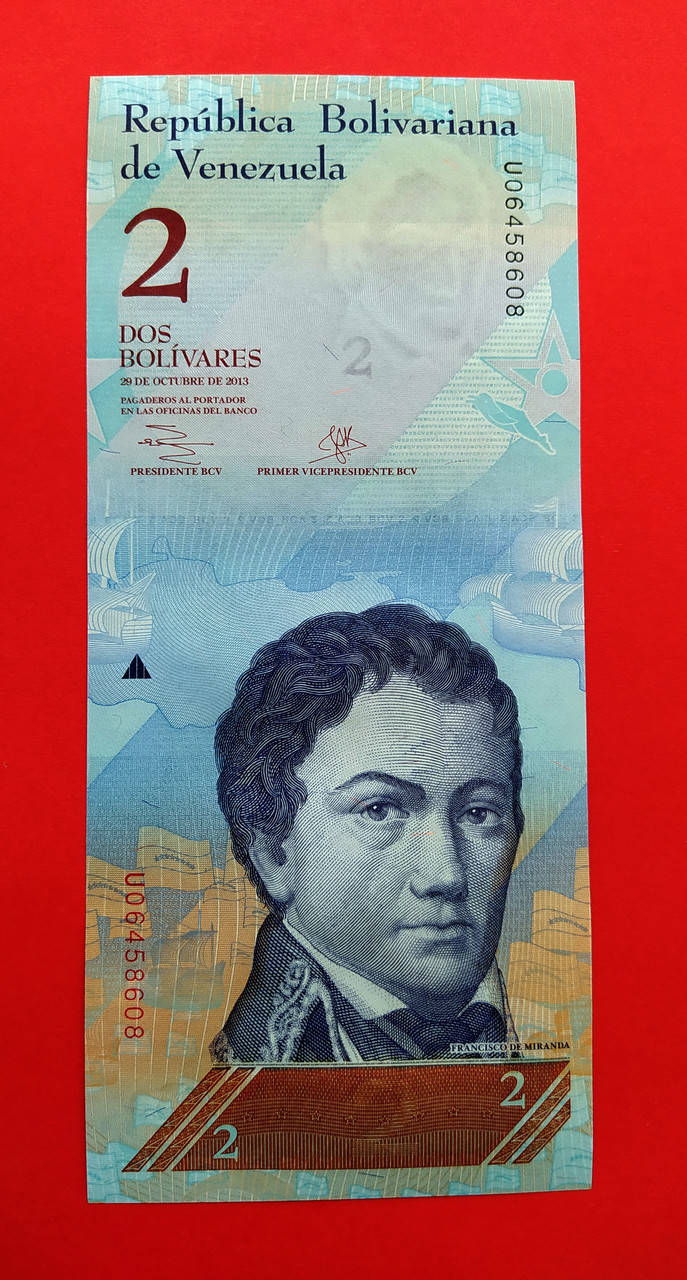 República Bolivariana
de Venezuela
U06458608
2
2
DOS
BOLÍVARES
29 DE OCTUBRE DE 2013
PAGADEROS AL PORTADOR
EN LAS OFICINAS DEL BANCO
PRESIDENTE BCV
PRIMER VICEPRESIDENTE BCV
U06458608
FRANCISCO DE MIRANDA
2
2